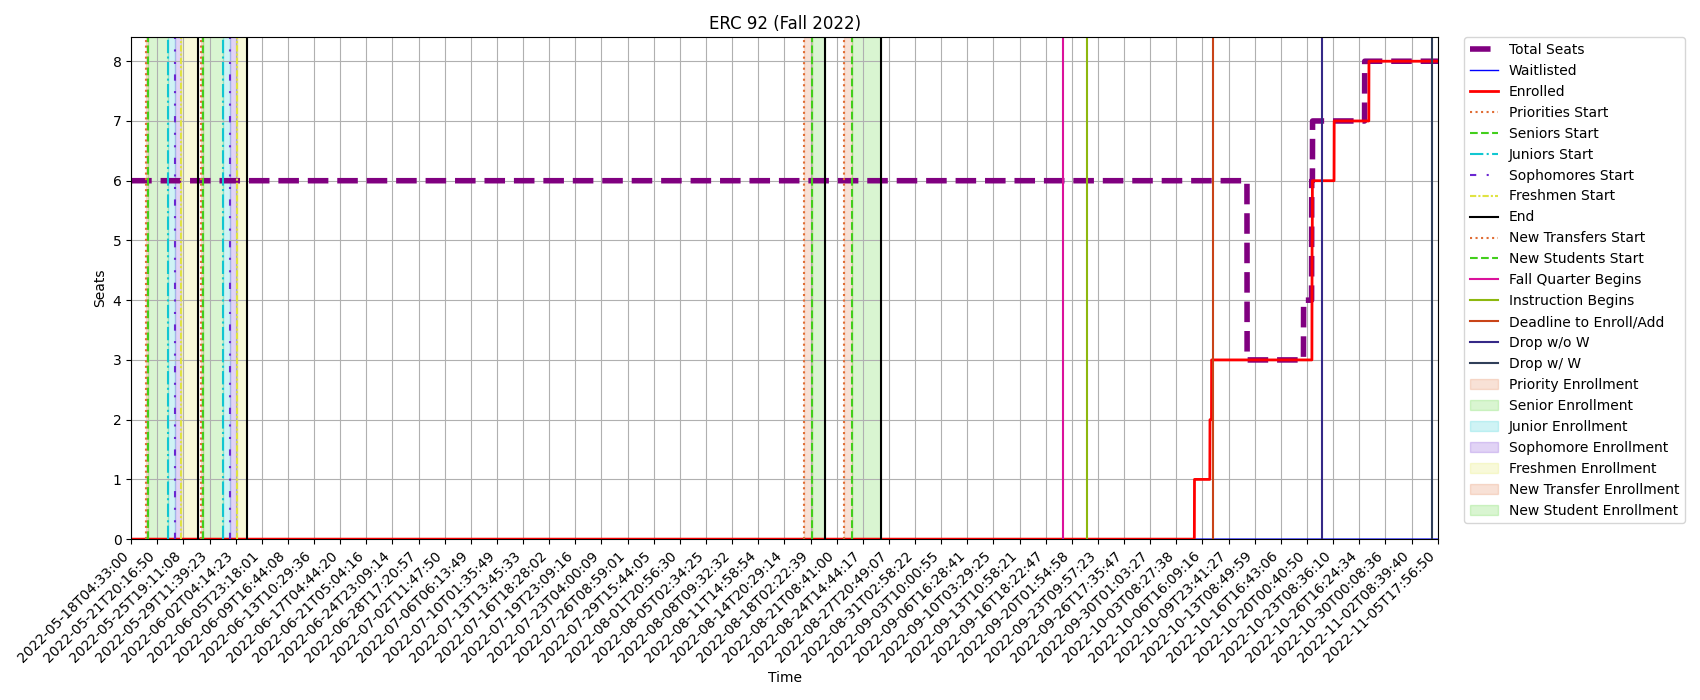 ERC 92 (Fall 2022)
8
7
6
5
4
3
2
1
0
Seats
2022-05-18T04:33:00
2022-05-21T20:16:50
2022-05-25T19:11:08
2022-05-29T11:39:23
2022-06-02T04:14:23
2022-06-05T23:18:01
2022-06-09T16:44:08
2022-06-13T10:29:36
2022-06-17T04:44:20
2022-06-21T05:04:16
2022-06-24T23:09:14
2022-06-28T17:20:57
2022-07-02T11:47:50
2022-07-06T06:13:49
2022-07-10T01:35:49
2022-07-13T13:45:33
2022-07-16T18:28:02
2022-07-19T23:09:16
2022-07-23T04:00:09
2022-07-26T08:59:01
2022-07-29T15:44:05
2022-08-01T20:56:30
2022-08-05T02:34:25
2022-08-08T09:32:32
2022-08-11T14:58:54
2022-08-14T20:29:14
2022-08-18T02:22:39
2022-08-21T08:41:00
2022-08-24T14:44:17
2022-08-27T20:49:07
2022-08-31T02:58:22
2022-09-03T10:00:55
2022-09-06T16:28:41
2022-09-10T03:29:25
2022-09-13T10:58:21
2022-09-16T18:22:47
2022-09-20T01:54:58
2022-09-23T09:57:23
2022-09-26T17:35:47
2022-09-30T01:03:27
2022-10-03T08:27:38
2022-10-06T16:09:16
2022-10-09T23:41:27
2022-10-13T08:49:59
2022-10-16T16:43:06
2022-10-20T00:40:50
2022-10-23T08:36:10
2022-10-26T16:24:34
2022-10-30T00:08:36
2022-11-02T08:39:40
2022-11-05T17:56:50
Time
Total Seats
Waitlisted
Enrolled
Priorities Start
Seniors Start
Juniors Start
Sophomores Start
Freshmen Start
End
New Transfers Start
New Students Start
Fall Quarter Begins
Instruction Begins
Deadline to Enroll/Add
Drop w/o W
Drop w/ W
Priority Enrollment
Senior Enrollment
Junior Enrollment
Sophomore Enrollment
Freshmen Enrollment
New Transfer Enrollment
New Student Enrollment